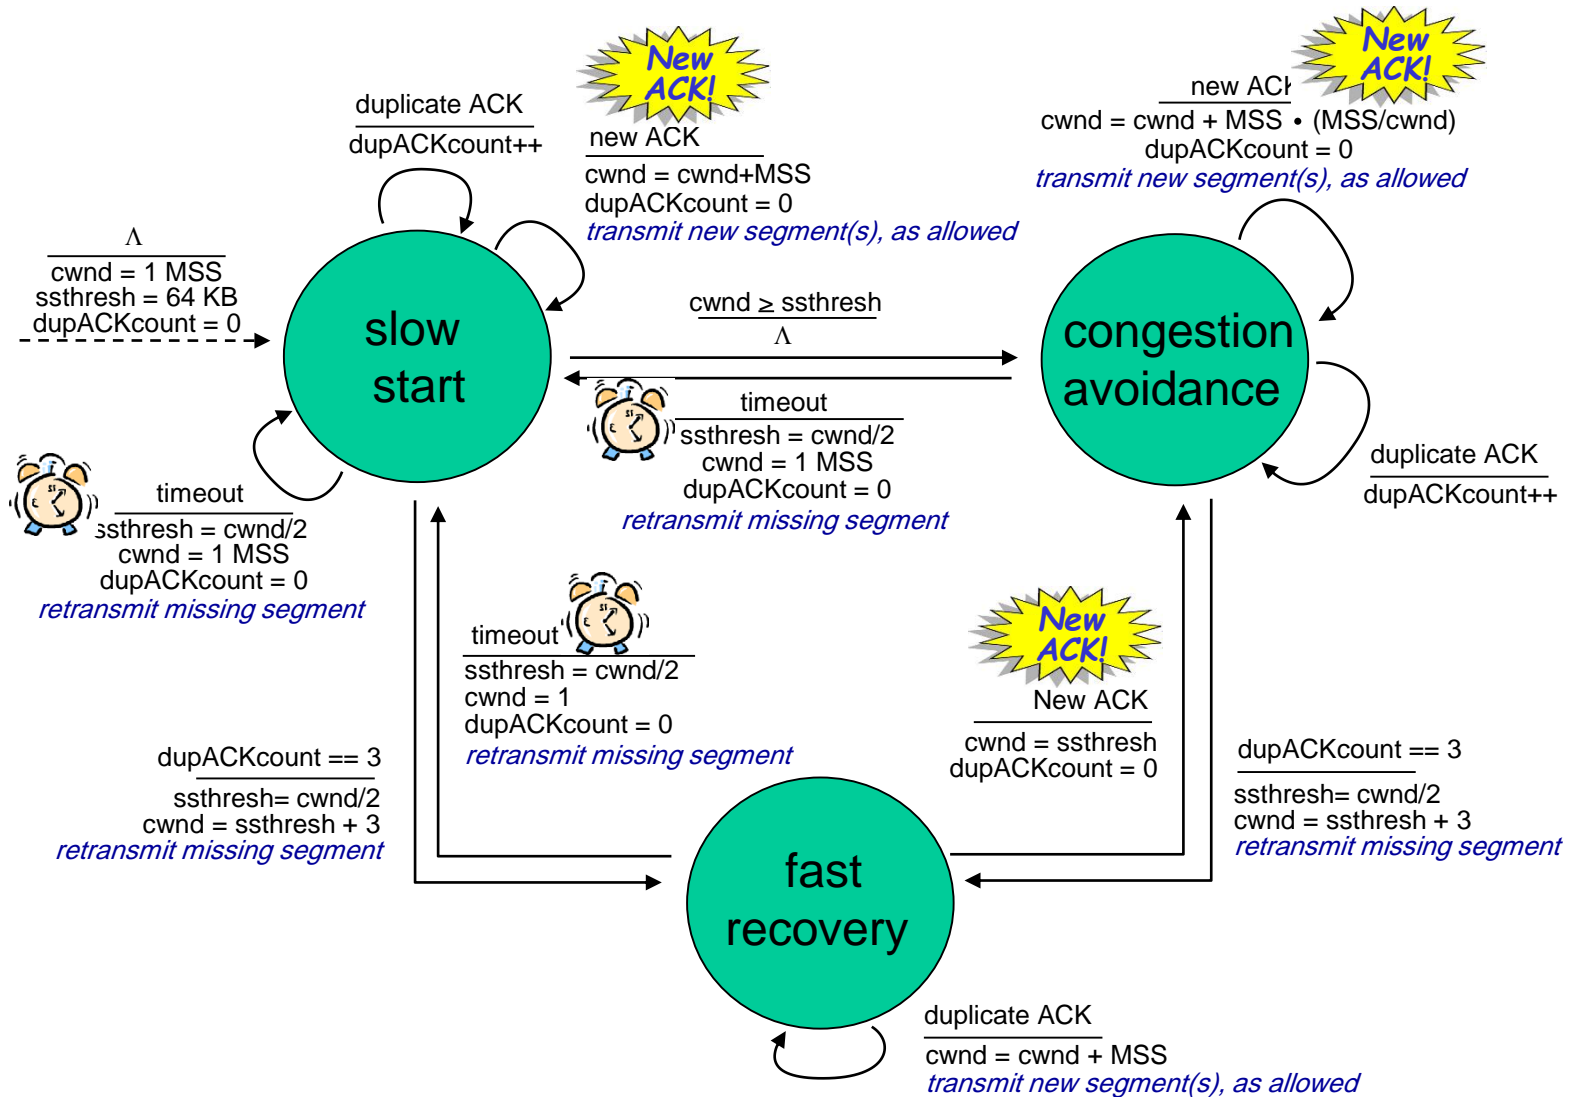 New
ACK!
duplicate ACK
dupACKcount++
new ACK
cwnd = cwnd+MSS
dupACKcount = 0
transmit new segment(s), as allowed
New
ACK!
new ACK
cwnd = cwnd + MSS • (MSS/cwnd)
dupACKcount = 0
transmit new segment(s), as allowed
Λ
cwnd = 1 MSS
ssthresh = 64 KB
dupACKcount = 0
slow
start
cwnd ≥ ssthresh
Λ
congestion
avoidance
timeout
ssthresh = cwnd/2
cwnd = 1 MSS
dupACKcount = 0
retransmit missing segment
duplicate ACK
dupACKcount++
timeout
ssthresh = cwnd/2
cwnd = 1 MSS
dupACKcount = 0
retransmit missing segment
timeout
ssthresh = cwnd/2
cwnd = 1
dupACKcount = 0
retransmit missing segment
New
ACK!
New ACK
cwnd = ssthresh
dupACKcount = 0
dupACKcount == 3
ssthresh= cwnd/2
cwnd = ssthresh + 3
retransmit missing segment
dupACKcount == 3
ssthresh= cwnd/2
cwnd = ssthresh + 3
retransmit missing segment
fast
recovery
duplicate ACK
cwnd = cwnd + MSS
transmit new segment(s), as allowed